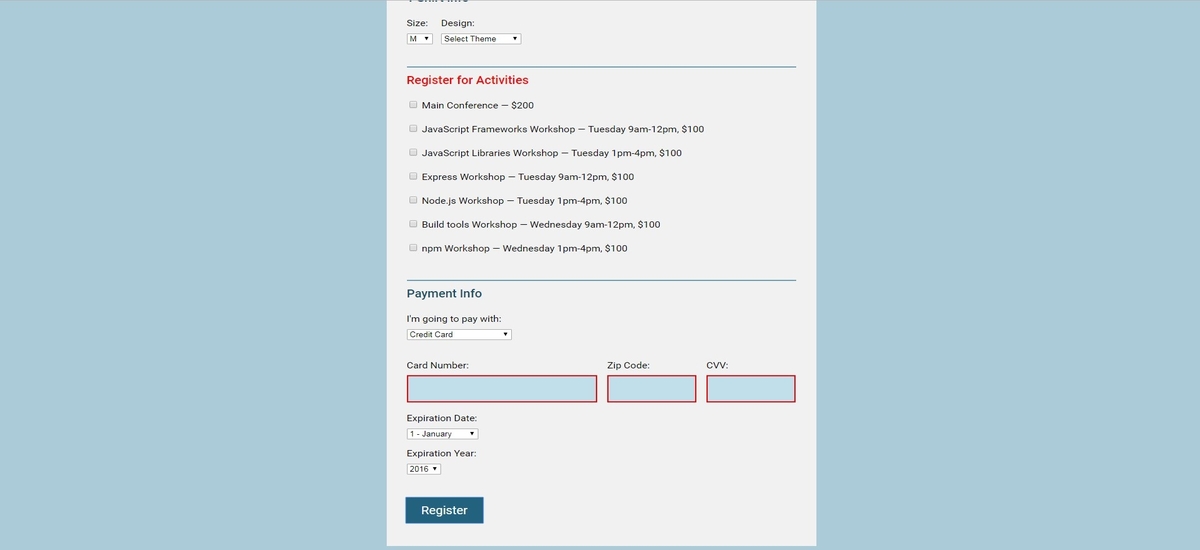 Size: Design:
M Select Theme
Register for Activities
Main Conference — $200
JavaScript Frameworks Workshop — Tuesday 9am-12pm, $100
JavaScript Libraries Workshop — Tuesday 1pm-4pm, $100
Express Workshop — Tuesday 9am-12pm, $100
Node.js Workshop — Tuesday 1pm-4pm, $100
Build tools Workshop — Wednesday 9am-12pm, $100
npm Workshop — Wednesday 1pm-4pm, $100
Payment Info
I'm going to pay with:
Credit Card
Card Number: Zip Code: CVV:
Expiration Date:
1 - January
Expiration Year:
2016
Register